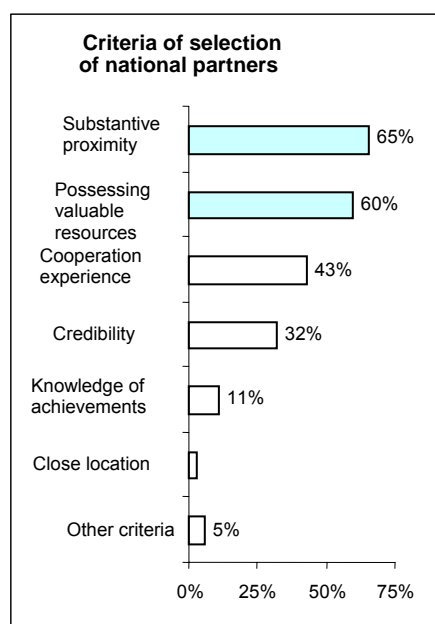 Criteria of selection
of national partners
Substantive
proximity
65%
Possessing
valuable
resources
60%
Cooperation
experience
43%
Credibility
32%
Knowledge of
achievements
11%
Close location
Other criteria
5%
0% 25% 50% 75%